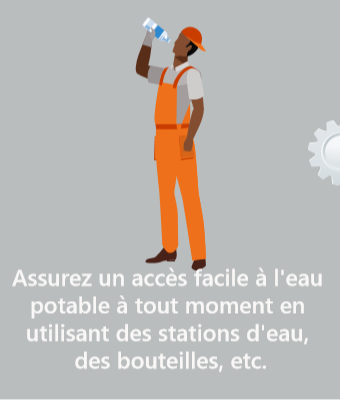 Assurez un accès facile à l'eau
potable à tout moment en
utilisant des stations d'eau,
des bouteilles, etc.